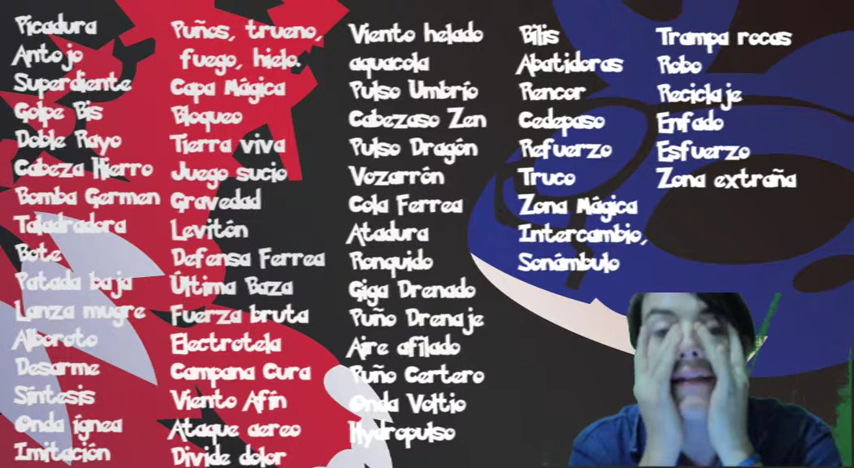 Picadura
Antojo
Superdiente
Golpe Bis
Doble Rayo
Cabeza Hierro
Bomba Germen
Taladradora
Bote
Patada baja
Lanza mugre
Alboroto
Desarme
Síntesis
Onda ígnea
Imitación
Puños, trueno,
fuego, hielo.
Capa Mágica
Bloqueo
Tierra viva
Juego sucio
Gravedad
Levitón
Defensa Ferrea
Última Baza
Fuerza bruta
Electrotela
Campana Cura
Viento Afín
Ataque aereo
Divide dolor
Viento helado
aquacola
Pulso Umbrío
Cabezaso Zen
Pulso Dragón
Vozarrón
Cola Ferrea
Atadura
Ronquido
Giga Drenado
Puño Drenaje
Aire afilado
Puño Certero
Onda Voltio
Hydropulso
Bilis
Abatidoras
Rencor
Cedepaso
Refuerzo
Truco
Zona Mágica
Intercambio,
Sonámbulo
Trampa rocas
Robo
Reciclaje
Enfado
Esfuerzo
Zona extraña